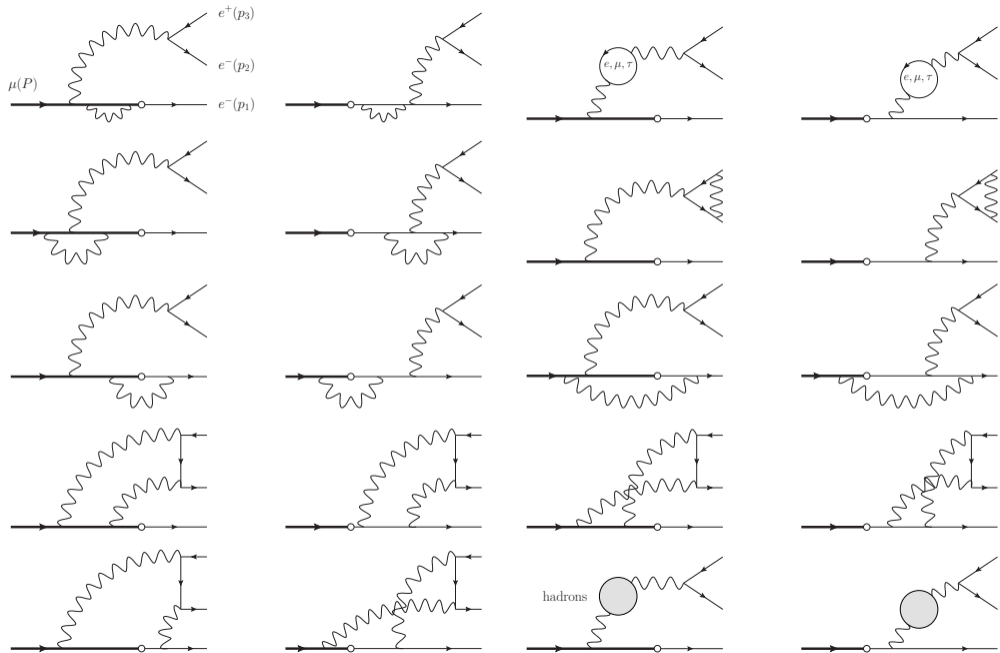 e⁺(p₃)
e⁻(p₂)
μ(P)
e⁻(p₁)
e, μ, τ
e, μ, τ
hadrons